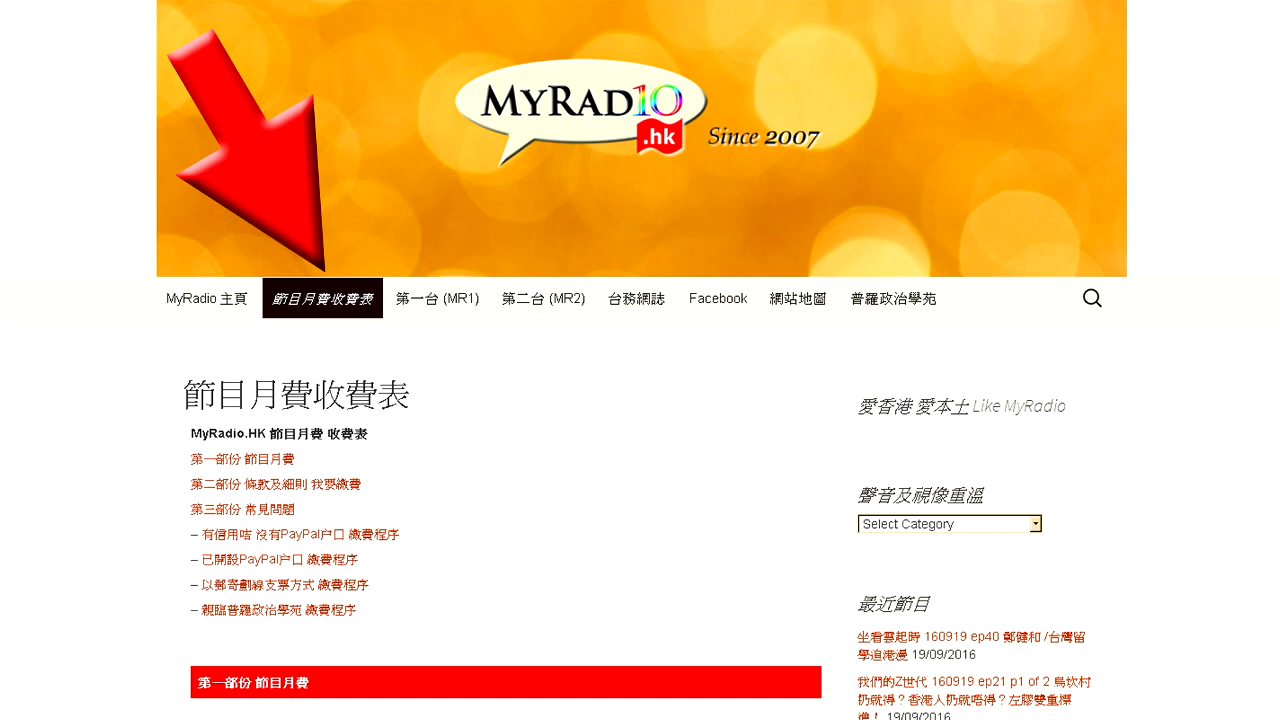 MyRad10
.hk
Since 2007
MyRadio 主頁 節目月費收費表 第一台 (MR1) 第二台 (MR2) 台務網誌 Facebook 網站地圖 普羅政治學苑
節目月費收費表
MyRadio.HK 節目月費 收費表
第一部份 節目月費
第二部份 條款及細則 我要繳費
第三部份 常見問題
– 有信用咭 沒有PayPal户口 繳費程序
– 已開設PayPal户口 繳費程序
– 以郵寄劃線支票方式 繳費程序
– 親臨普羅政治學苑 繳費程序
第一部份 節目月費
愛香港 愛本土 Like MyRadio
聲音及視像重溫
Select Category
最近節目
坐看雲起時 160919 ep40 鄭健和 /台灣留
學追港漫 19/09/2016
我們的Z世代 160919 ep21 p1 of 2 烏坎村
扔就得？香港人扔就唔得？左膠雙重標
準！ 19/09/2016